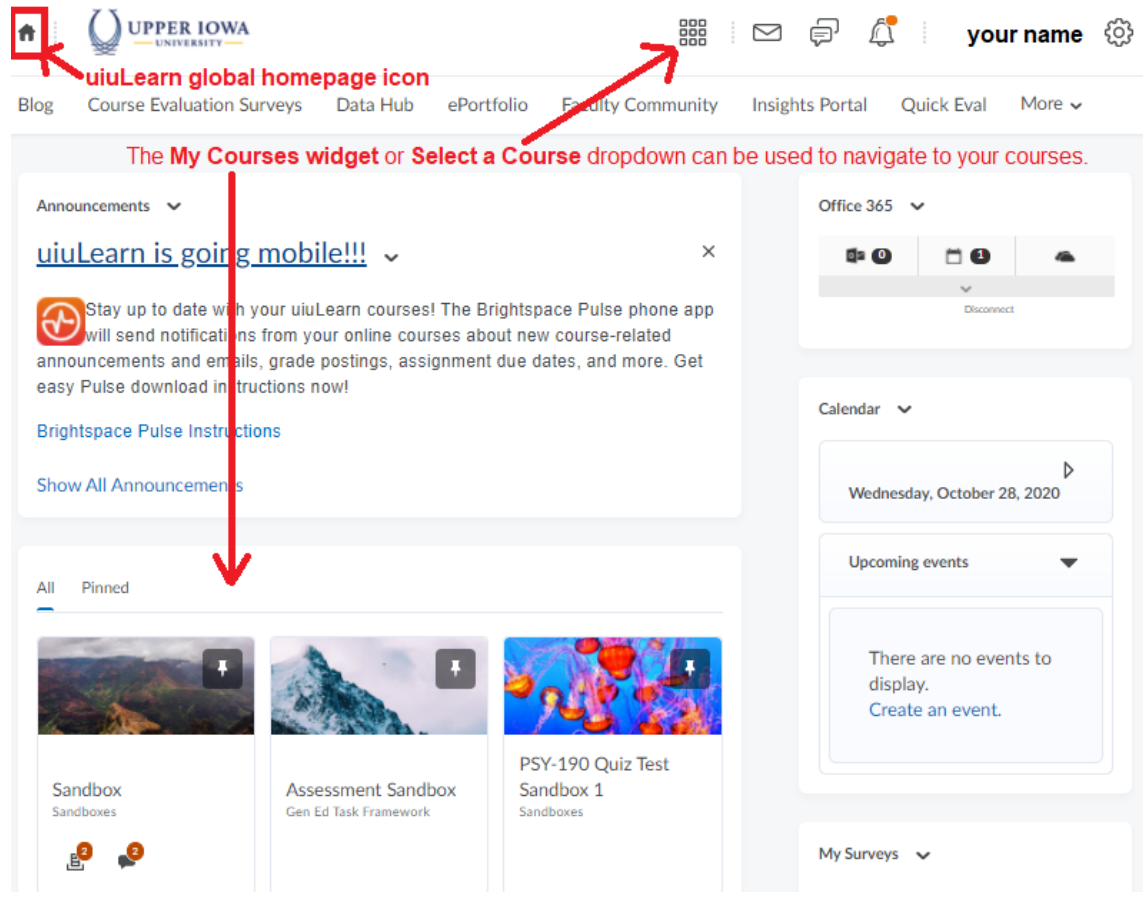 UPPER IOWA
UNIVERSITY
your name
uiuLearn global homepage icon
Blog Course Evaluation Surveys Data Hub ePortfolio Faculty Community Insights Portal Quick Eval More
The My Courses widget or Select a Course dropdown can be used to navigate to your courses.
Announcements
uiuLearn is going mobile!!!
Stay up to date with your uiuLearn courses! The Brightspace Pulse phone app
will send notifications from your online courses about new course-related
announcements and emails, grade postings, assignment due dates, and more. Get
easy Pulse download instructions now!
Brightspace Pulse Instructions
Show All Announcements
Office 365
0 1
Disconnect
Calendar
Wednesday, October 28, 2020
Upcoming events
There are no events to
display.
Create an event.
All Pinned
Sandbox
Sandboxes
2 2
Assessment Sandbox
Gen Ed Task Framework
PSY-190 Quiz Test
Sandbox 1
Sandboxes
My Surveys